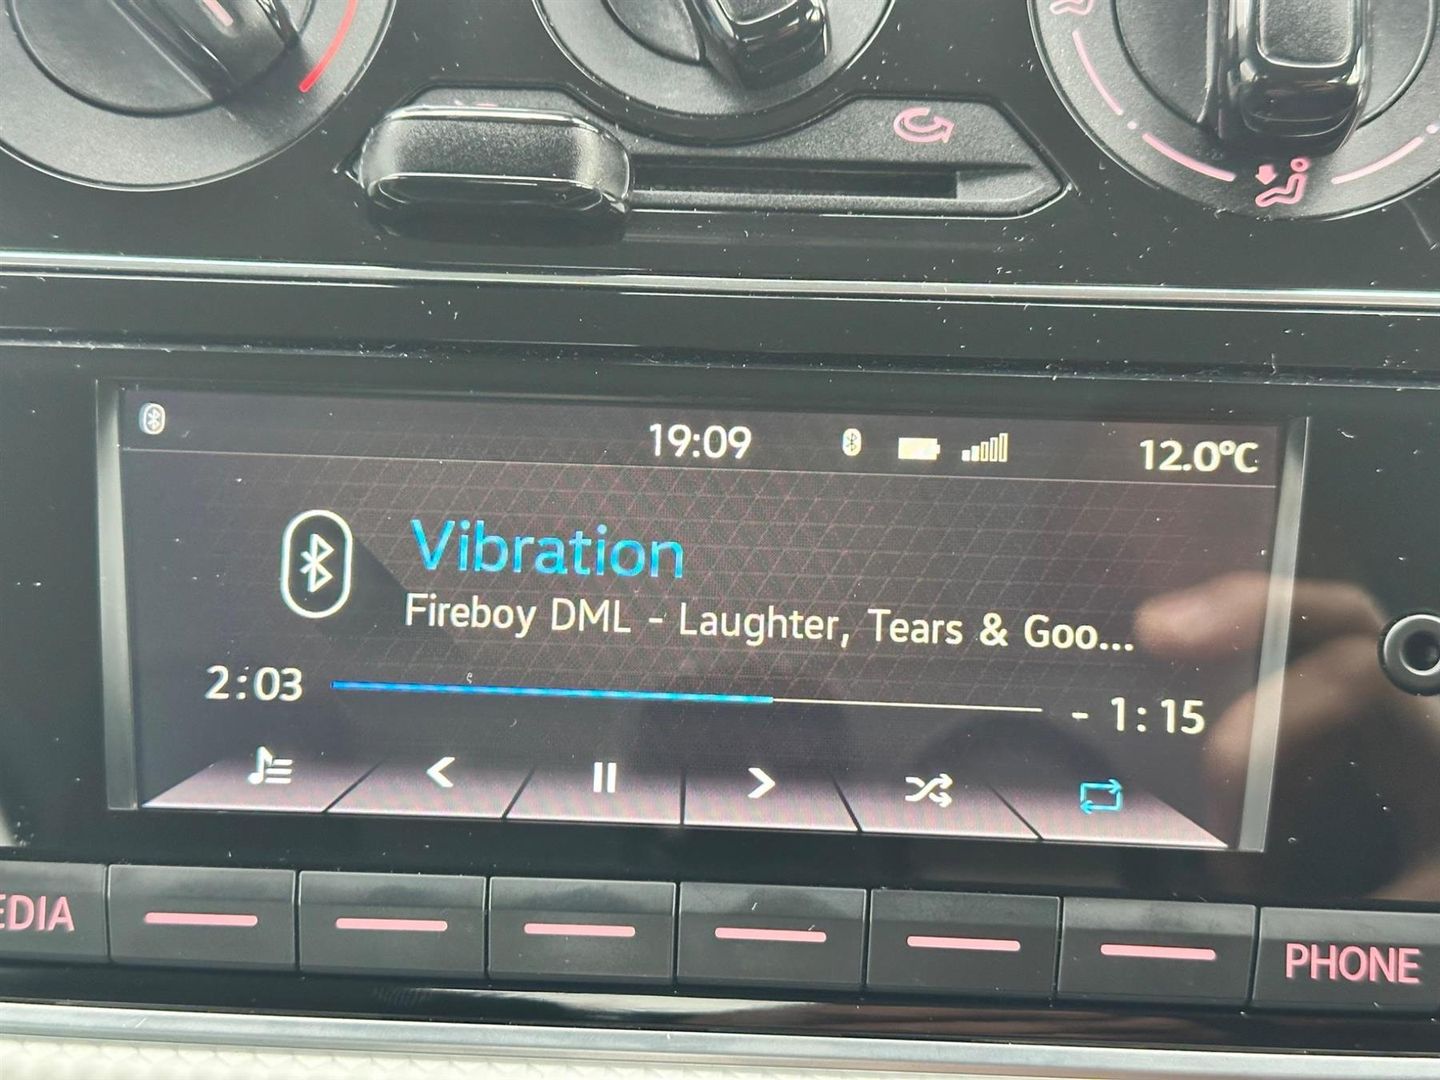 19:09
12.0°C
Vibration
Fireboy DML - Laughter, Tears & Goo...
2:03
- 1:15
EDIA
PHONE